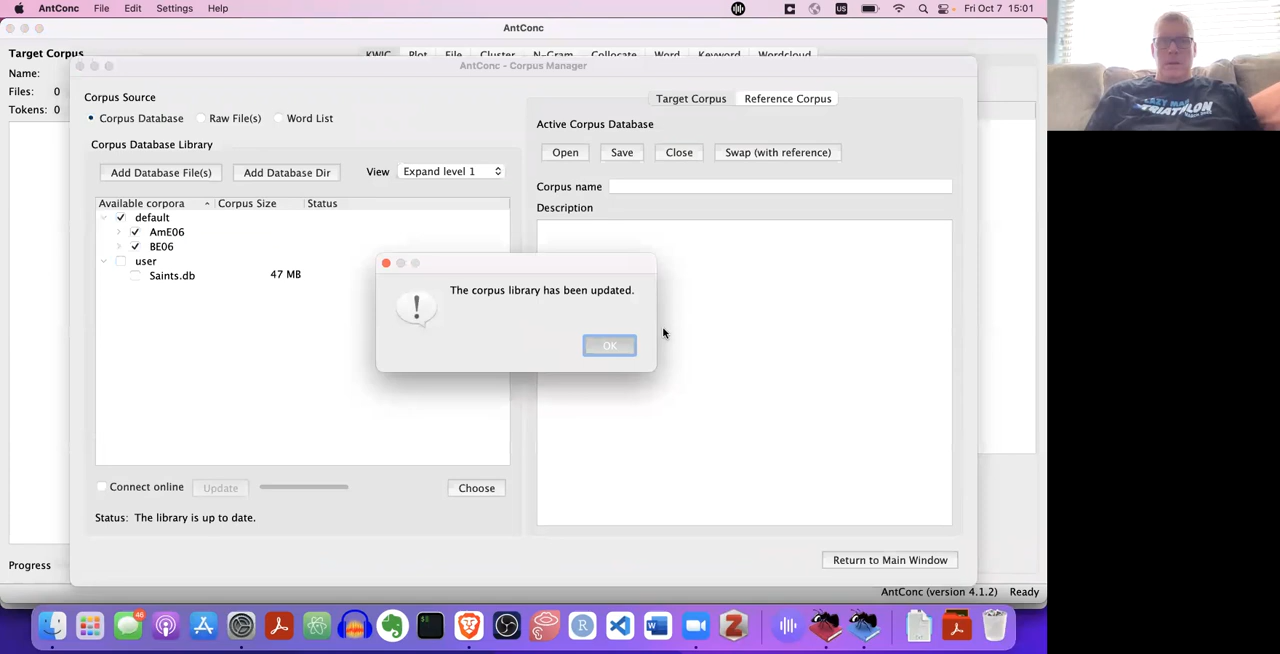 AntConc File Edit Settings Help
46
US
Fri Oct 7 15:01
AntConc
Target Corpus
Name:
Files: 0
Tokens: 0
KWIC Plot File Cluster N-Gram Collocate Word Keyword Wordcloud
AntConc - Corpus Manager
Corpus Source
Corpus Database Raw File(s) Word List
Corpus Database Library
Add Database File(s) Add Database Dir View Expand level 1
Available corpora Corpus Size Status
default
AmE06
BE06
user
Saints.db 47 MB
Connect online Update Choose
Status: The library is up to date.
Target Corpus Reference Corpus
Active Corpus Database
Open Save Close Swap (with reference)
Corpus name
Description
The corpus library has been updated.
OK
Return to Main Window
Progress
AntConc (version 4.1.2) Ready
LAZY MAN
TRIATHLON